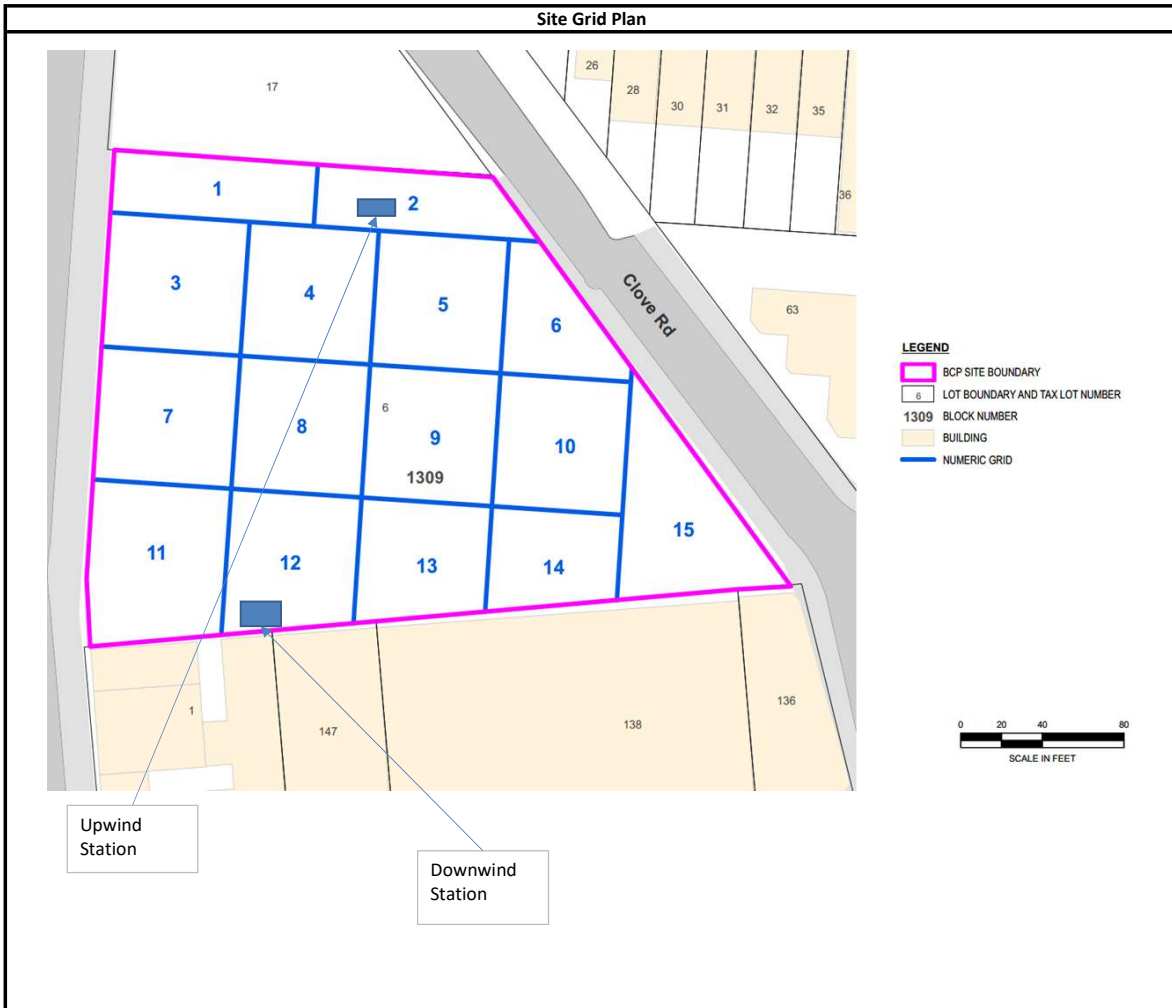 Site Grid Plan
17
26
28
30
31
32
35
36
1
2
3
4
5
6
Clove Rd
63
7
8
6
9
10
1309
11
12
13
14
15
1
147
138
136
LEGEND
BCP SITE BOUNDARY
6 LOT BOUNDARY AND TAX LOT NUMBER
1309 BLOCK NUMBER
BUILDING
NUMERIC GRID
0 20 40 80
SCALE IN FEET
Upwind
Station
Downwind
Station